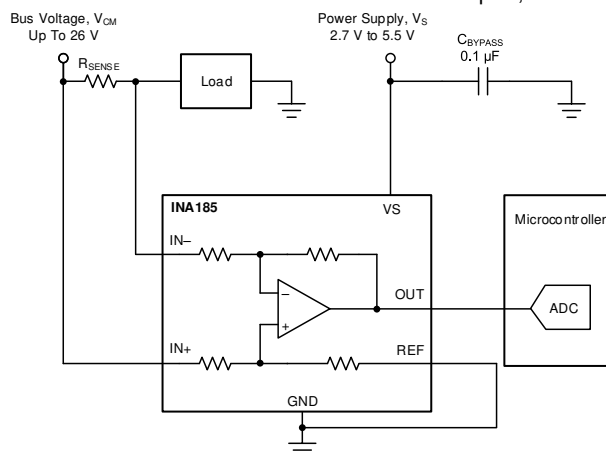 Bus Voltage, VCM
Up To 26 V
Power Supply, VS
2.7 V to 5.5 V
RSENSE
Load
CBYPASS
0.1 µF
INA185
VS
Microcontroller
IN–
–
OUT
ADC
+
IN+
REF
GND